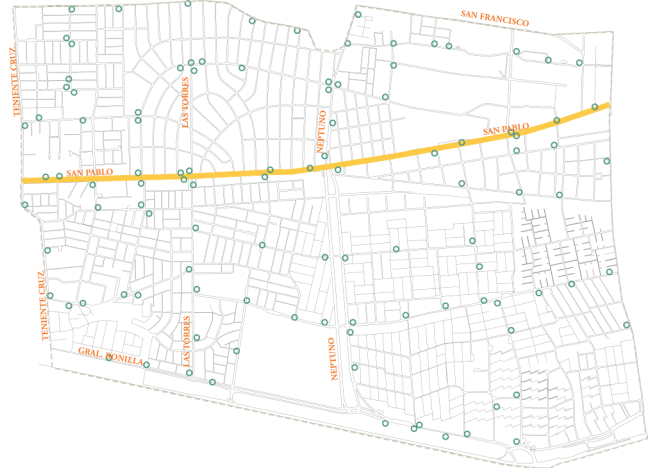 SAN FRANCISCO
TENIENTE CRUZ
LAS TORRES
NEPTUNO
SAN PABLO
SAN PABLO
TENIENTE CRUZ
LAS TORRES
NEPTUNO
GRAL. BONILLA